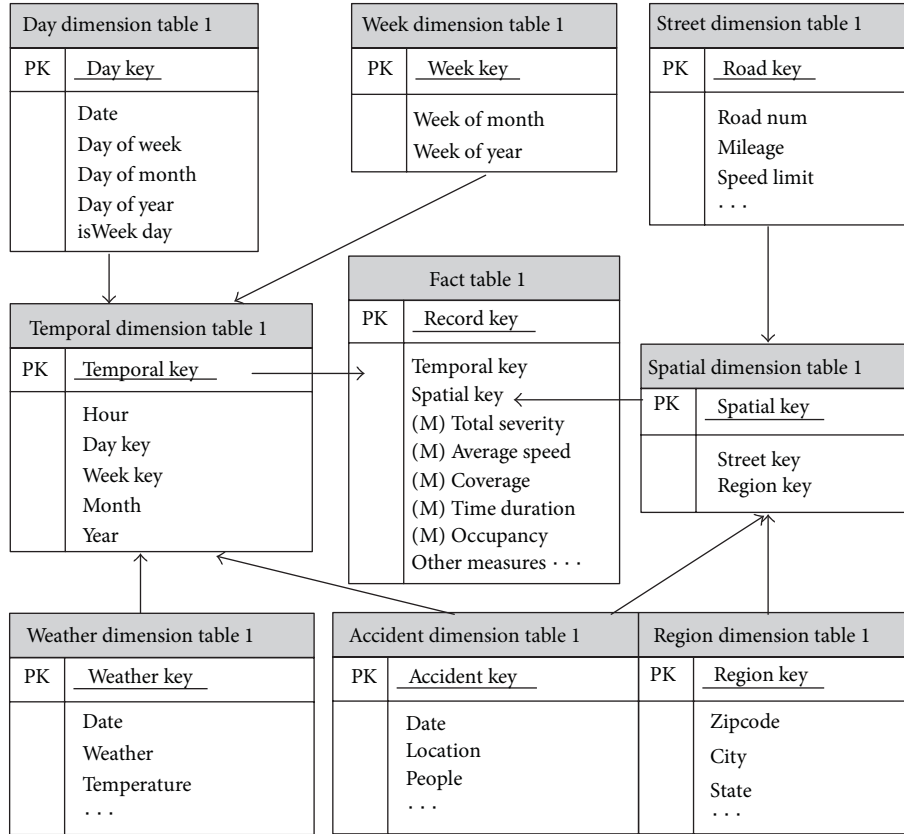 Day dimension table 1
PK Day key
Date
Day of week
Day of month
Day of year
isWeek day
Week dimension table 1
PK Week key
Week of month
Week of year
Street dimension table 1
PK Road key
Road num
Mileage
Speed limit
· · ·
Temporal dimension table 1
PK Temporal key
Hour
Day key
Week key
Month
Year
Fact table 1
PK Record key
Temporal key
Spatial key
(M) Total severity
(M) Average speed
(M) Coverage
(M) Time duration
(M) Occupancy
Other measures · · ·
Spatial dimension table 1
PK Spatial key
Street key
Region key
Weather dimension table 1
PK Weather key
Date
Weather
Temperature
· · ·
Accident dimension table 1
PK Accident key
Date
Location
People
· · ·
Region dimension table 1
PK Region key
Zipcode
City
State
· · ·